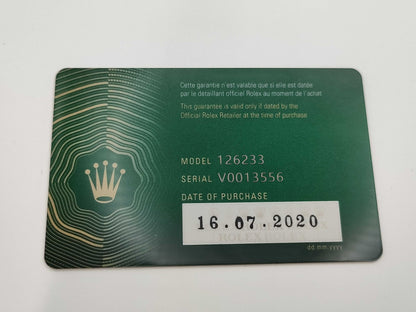 Cette garantie n'est valable que si elle est datée
par le détaillant officiel Rolex au moment de l'achat
This guarantee is valid only if dated by the
Official Rolex Retailer at the time of purchase
MODEL 126233
SERIAL V0013556
DATE OF PURCHASE
16.07.2020
dd.mm.yyyy